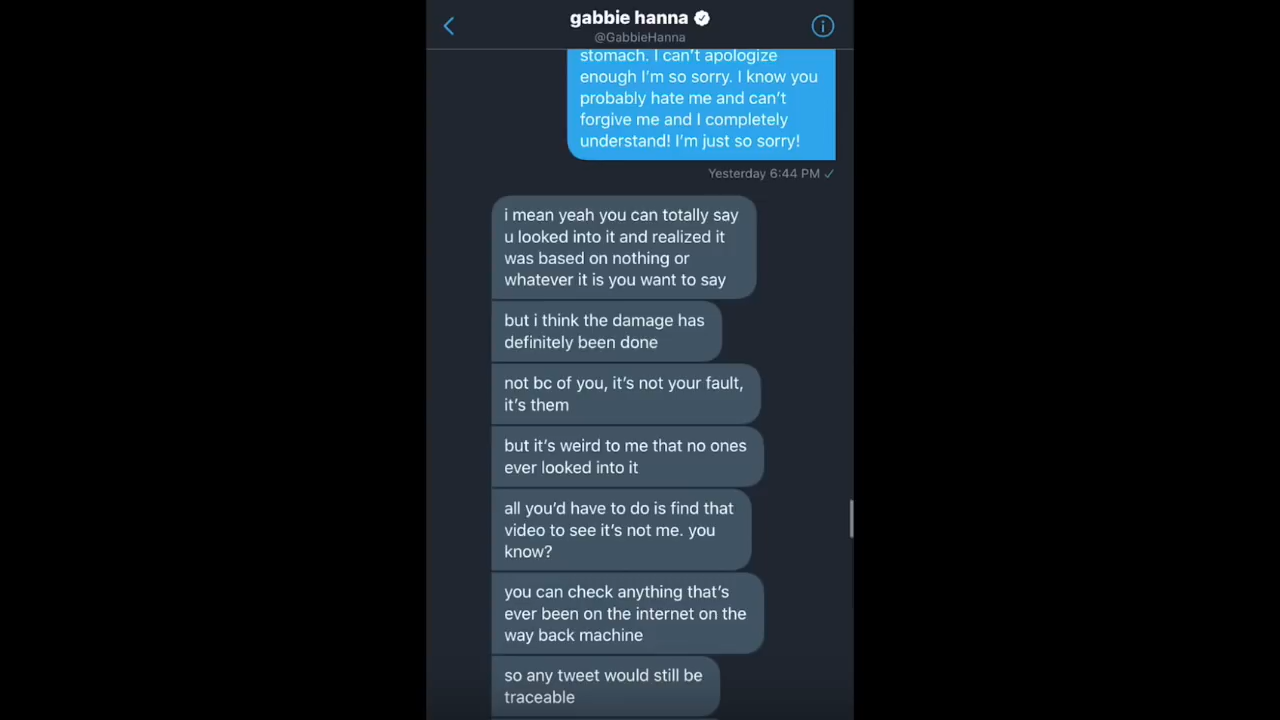 gabbie hanna
@GabbieHanna
stomach. I can't apologize
enough I'm so sorry. I know you
probably hate me and can't
forgive me and I completely
understand! I'm just so sorry!
Yesterday 6:44 PM ✓
i mean yeah you can totally say
u looked into it and realized it
was based on nothing or
whatever it is you want to say
but i think the damage has
definitely been done
not bc of you, it's not your fault,
it's them
but it's weird to me that no ones
ever looked into it
all you'd have to do is find that
video to see it's not me. you
know?
you can check anything that's
ever been on the internet on the
way back machine
so any tweet would still be
traceable